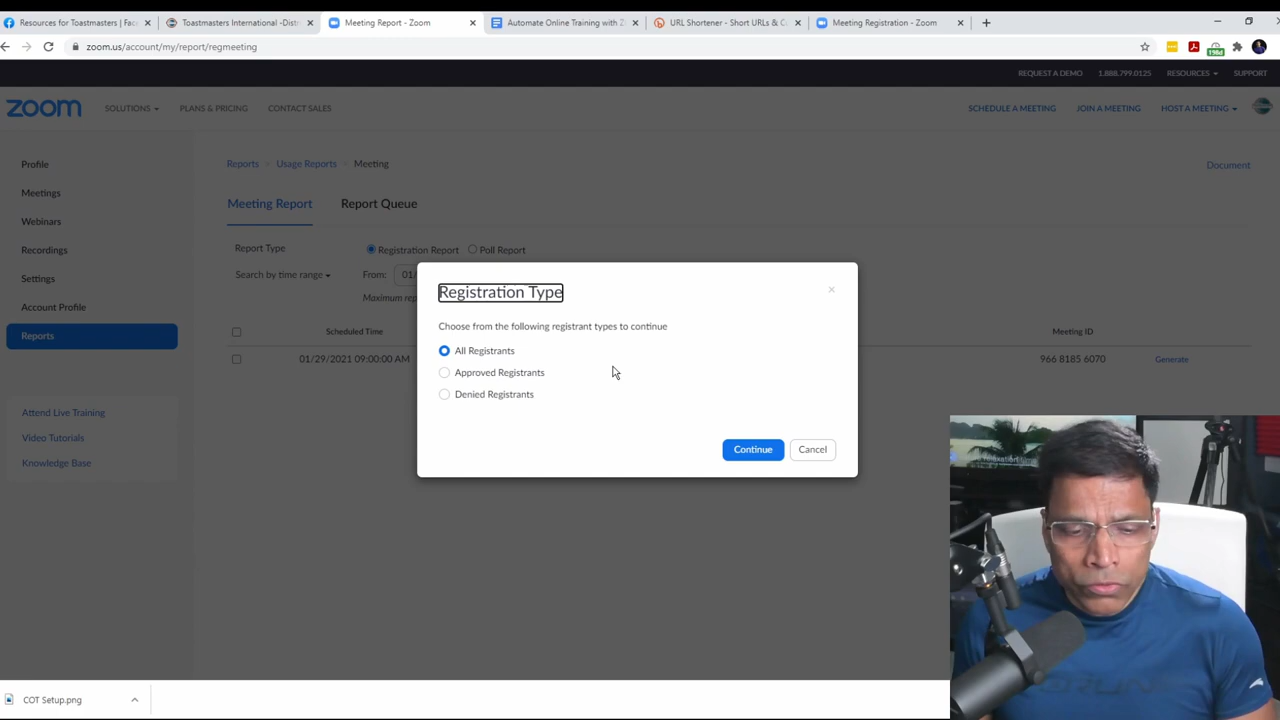 Resources for Toastmasters | Face
Toastmasters International -Distri
Meeting Report - Zoom
Automate Online Training with Z
URL Shortener - Short URLs & C
Meeting Registration - Zoom
zoom.us/account/my/report/regmeeting
198d
REQUEST A DEMO 1.888.799.0125 RESOURCES SUPPORT
zoom SOLUTIONS PLANS & PRICING CONTACT SALES SCHEDULE A MEETING JOIN A MEETING HOST A MEETING
Profile
Meetings
Webinars
Recordings
Settings
Account Profile
Reports
Attend Live Training
Video Tutorials
Knowledge Base
Reports > Usage Reports > Meeting Document
Meeting Report Report Queue
Report Type Registration Report Poll Report
Search by time range From: 01/
Maximum rep
Scheduled Time Meeting ID
01/29/2021 09:00:00 AM 966 8185 6070 Generate
Registration Type
Choose from the following registrant types to continue
All Registrants
Approved Registrants
Denied Registrants
Continue Cancel
COT Setup.png